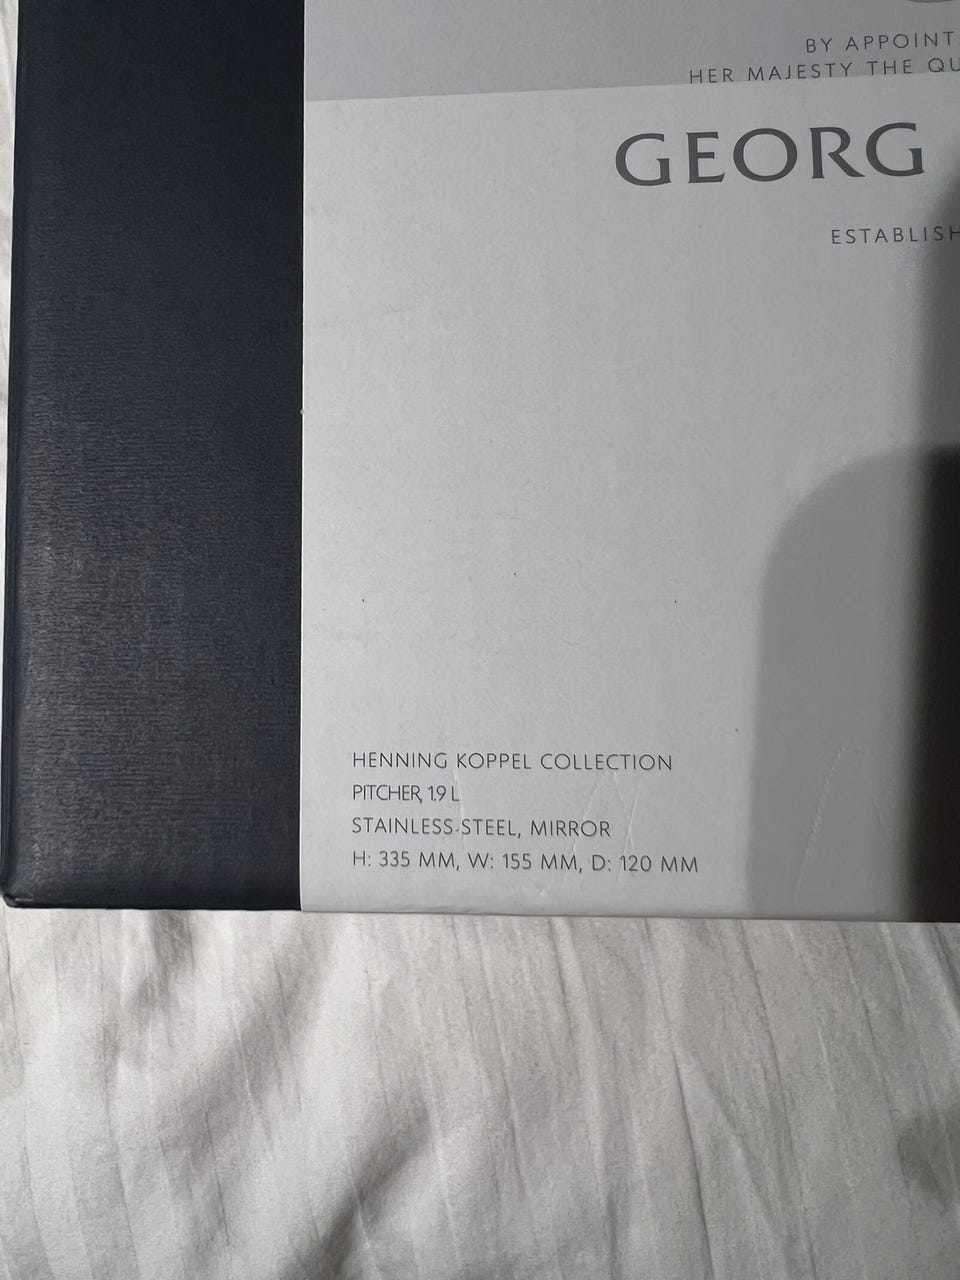 BY APPOINT
HER MAJESTY THE QU
GEORG
ESTABLISH
HENNING KOPPEL COLLECTION
PITCHER, 1.9 L
STAINLESS STEEL, MIRROR
H: 335 MM, W: 155 MM, D: 120 MM